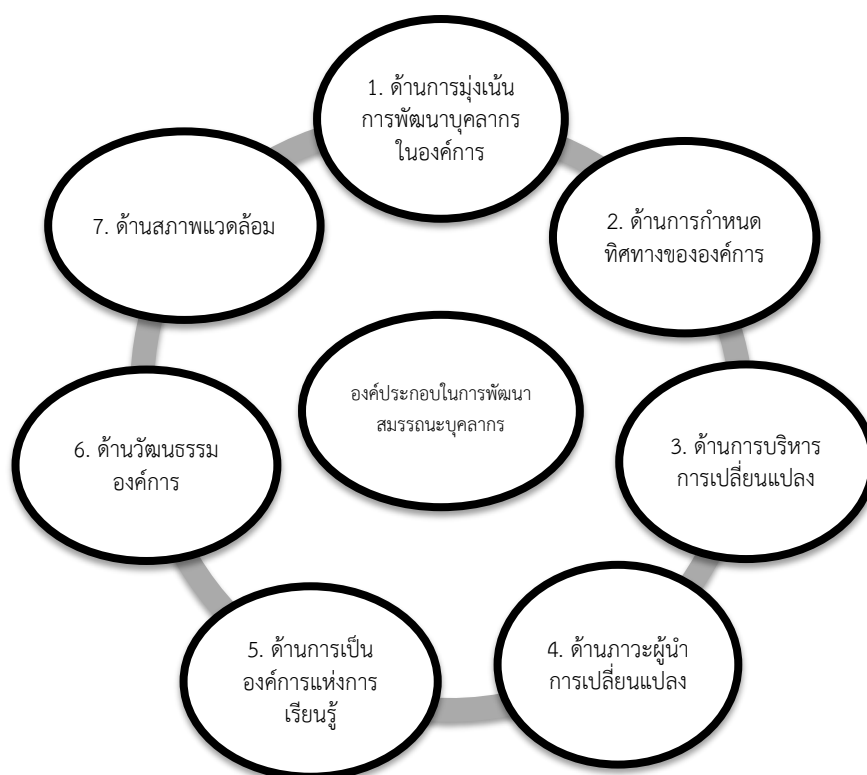 1. ด้านการมุ่งเน้น
การพัฒนาบุคลากร
ในองค์การ
2. ด้านการกำหนด
ทิศทางขององค์การ
3. ด้านการบริหาร
การเปลี่ยนแปลง
4. ด้านภาวะผู้นำ
การเปลี่ยนแปลง
5. ด้านการเป็น
องค์การแห่งการ
เรียนรู้
6. ด้านวัฒนธรรม
องค์การ
7. ด้านสภาพแวดล้อม
องค์ประกอบในการพัฒนา
สมรรถนะบุคลากร